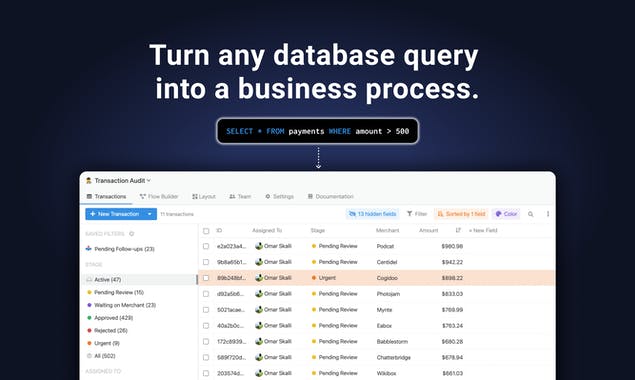 Turn any database query
into a business process.
SELECT * FROM payments WHERE amount > 500
Transaction Audit
Transactions Flow Builder Layout Team Settings Documentation
+ New Transaction 11 transactions 13 hidden fields Filter Sorted by 1 field Color
SAVED FILTERS
Pending Follow-ups (23)
STAGE
Active (47)
Pending Review (15)
Waiting on Merchant (23)
Approved (429)
Rejected (26)
Urgent (9)
All (502)
ASSIGNED TO
ID Assigned To Stage Merchant Amount + New Field
e2a023a4... Omar Skalli Pending Review Podcat $980.98
9b8a65b1... Omar Skalli Pending Review Centidel $942.22
89b248bf... Omar Skalli Urgent Cogidoo $898.22
d92a5b6... Omar Skalli Pending Review Photojam $833.03
5021acae... Omar Skalli Pending Review Mynte $769.99
40a2b0c... Omar Skalli Pending Review Eabox $763.24
172c8939... Omar Skalli Pending Review Babblestorm $680.28
589f720d... Omar Skalli Pending Review Chatterbridge $678.94
203574d... Omar Skalli Pending Review Wikibox $661.03